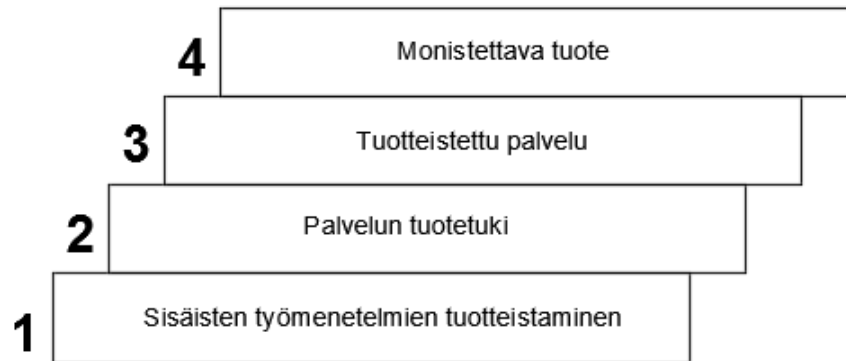 4 Monistettava tuote
3 Tuotteistettu palvelu
2 Palvelun tuotetuki
1 Sisäisten työmenetelmien tuotteistaminen